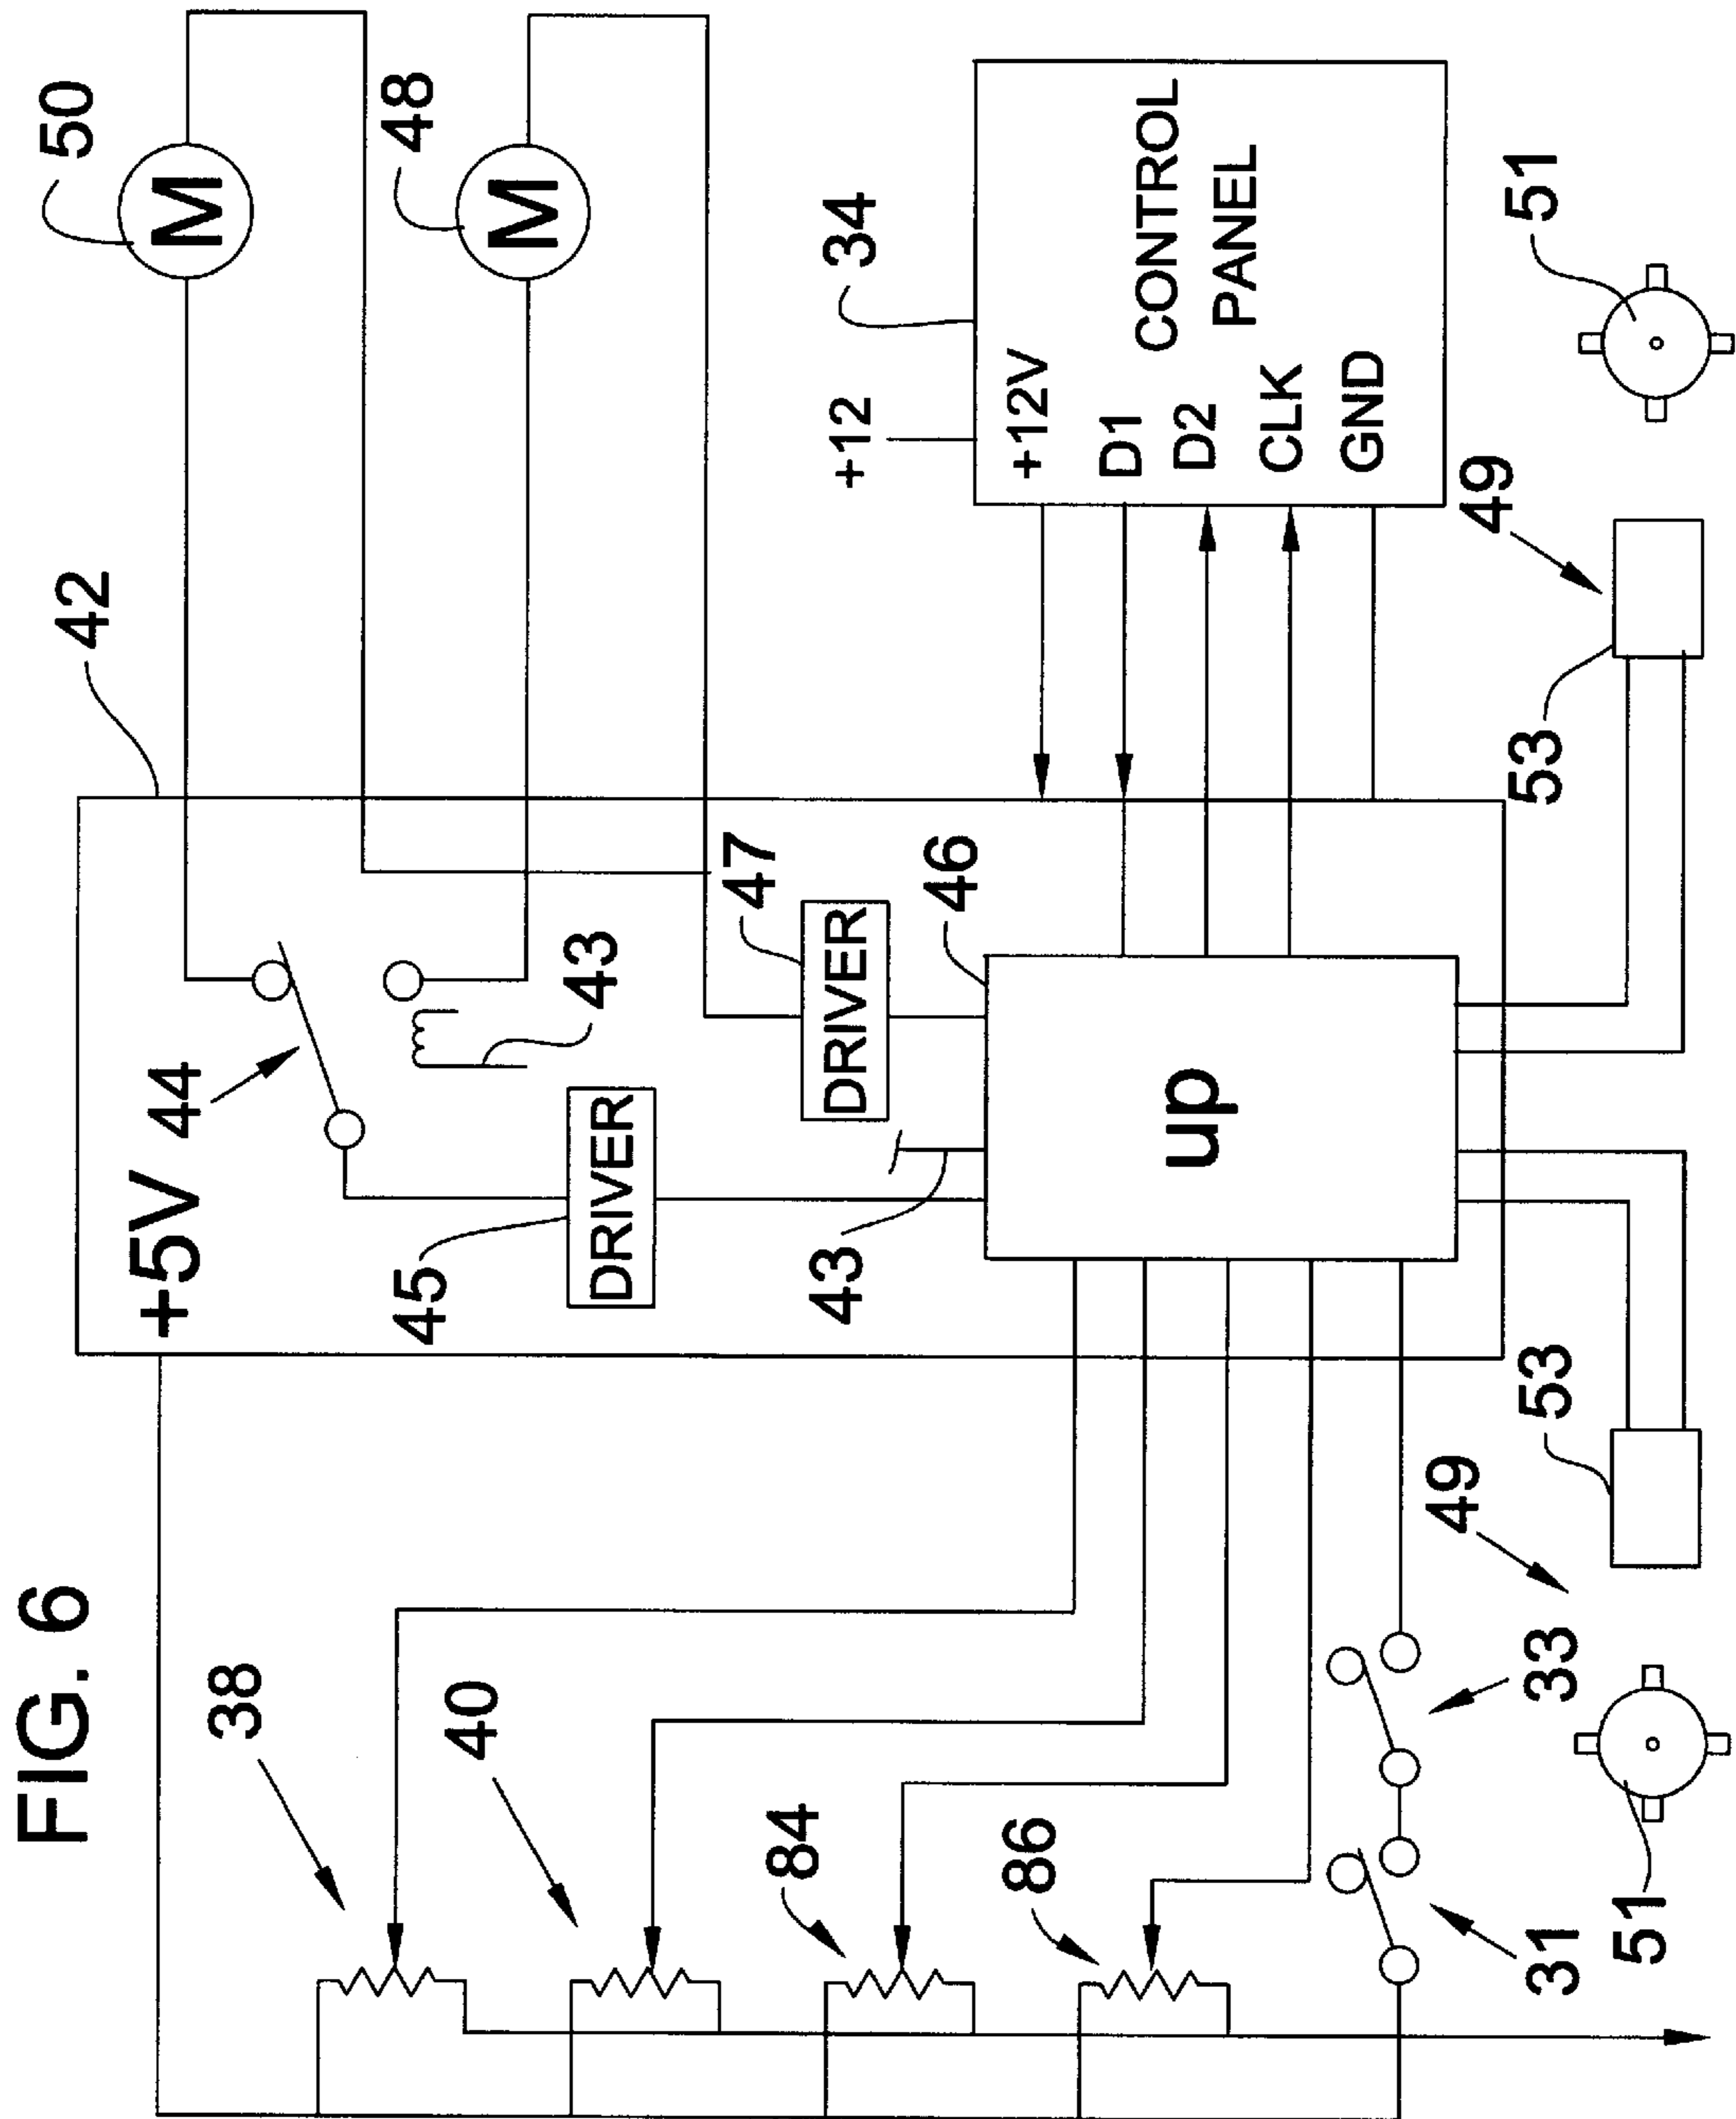 FIG. 6
+5V
42
50
48
44
43
38
45
DRIVER
47
DRIVER
40
43
46
34
+12
84
up
+12V
D1
D2
CLK
GND
CONTROL
PANEL
86
31
33
49
53
53
49
51
51